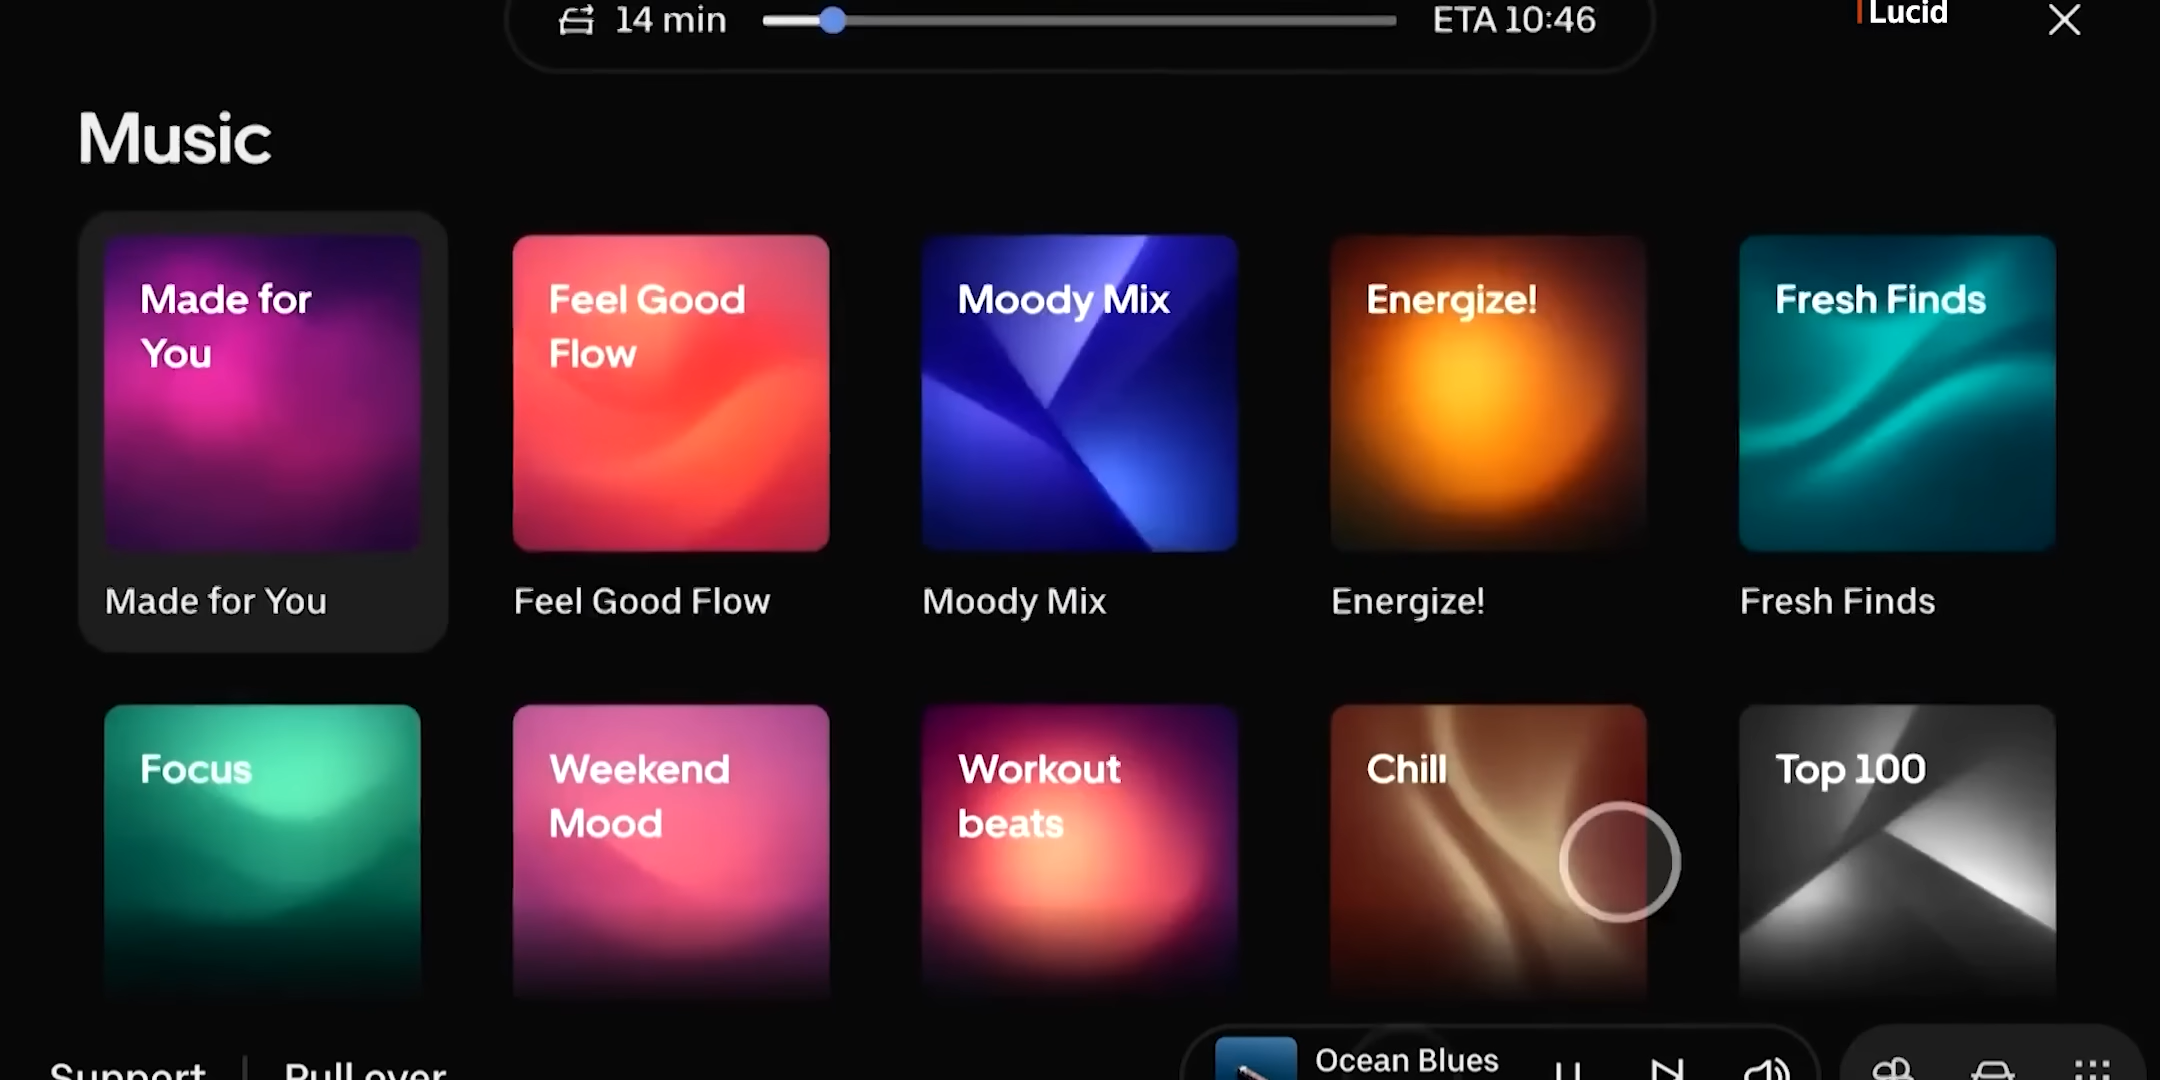 14 min
ETA 10:46
Lucid
Music
Made for
You
Feel Good
Flow
Moody Mix
Energize!
Fresh Finds
Made for You
Feel Good Flow
Moody Mix
Energize!
Fresh Finds
Focus
Weekend
Mood
Workout
beats
Chill
Top 100
Support
Pull over
Ocean Blues